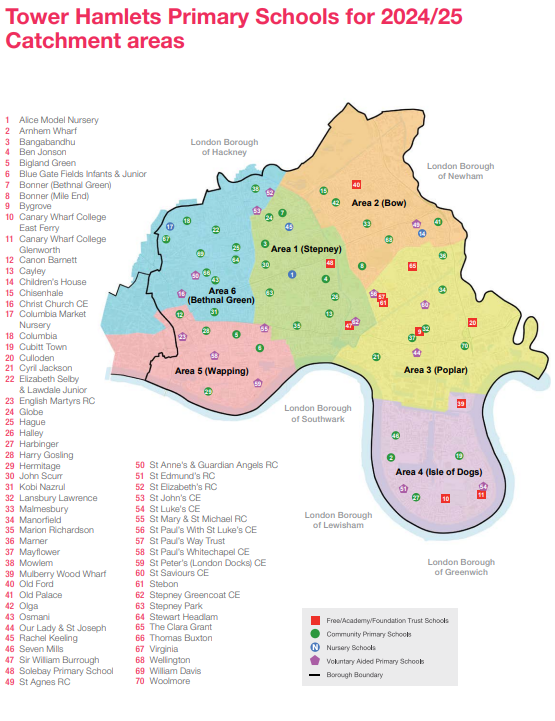 Tower Hamlets Primary Schools for 2024/25
Catchment areas
1 Alice Model Nursery
2 Arnhem Wharf
3 Bangabandhu
4 Ben Jonson
5 Bigland Green
6 Blue Gate Fields Infants & Junior
7 Bonner (Bethnal Green)
8 Bonner (Mile End)
9 Bygrove
10 Canary Wharf College
East Ferry
11 Canary Wharf College
Glenworth
12 Canon Barnett
13 Cayley
14 Children's House
15 Chisenhale
16 Christ Church CE
17 Columbia Market
Nursery
18 Columbia
19 Cubitt Town
20 Culloden
21 Cyril Jackson
22 Elizabeth Selby
& Lawdale Junior
23 English Martyrs RC
24 Globe
25 Hague
26 Halley
27 Harbinger
28 Harry Gosling
29 Hermitage
30 John Scurr
31 Kobi Nazrul
32 Lansbury Lawrence
33 Malmesbury
34 Manorfield
35 Marion Richardson
36 Marner
37 Mayflower
38 Mowlem
39 Mulberry Wood Wharf
40 Old Ford
41 Old Palace
42 Olga
43 Osmani
44 Our Lady & St Joseph
45 Rachel Keeling
46 Seven Mills
47 Sir William Burrough
48 Solebay Primary School
49 St Agnes RC
50 St Anne's & Guardian Angels RC
51 St Edmund's RC
52 St Elizabeth's RC
53 St John's CE
54 St Luke's CE
55 St Mary & St Michael RC
56 St Paul's With St Luke's CE
57 St Paul's Way Trust
58 St Paul's Whitechapel CE
59 St Peter's (London Docks) CE
60 St Saviours CE
61 Stebon
62 Stepney Greencoat CE
63 Stepney Park
64 Stewart Headlam
65 The Clara Grant
66 Thomas Buxton
67 Virginia
68 Wellington
69 William Davis
70 Woolmore
London Borough
of Hackney
London Borough
of Newham
Area 2 (Bow)
Area 1 (Stepney)
Area 6
(Bethnal Green)
Area 5 (Wapping)
Area 3 (Poplar)
London Borough
of Southwark
Area 4 (Isle of Dogs)
London Borough
of Lewisham
London Borough
of Greenwich
Free/Academy/Foundation Trust Schools
Community Primary Schools
N Nursery Schools
Voluntary Aided Primary Schools
Borough Boundary